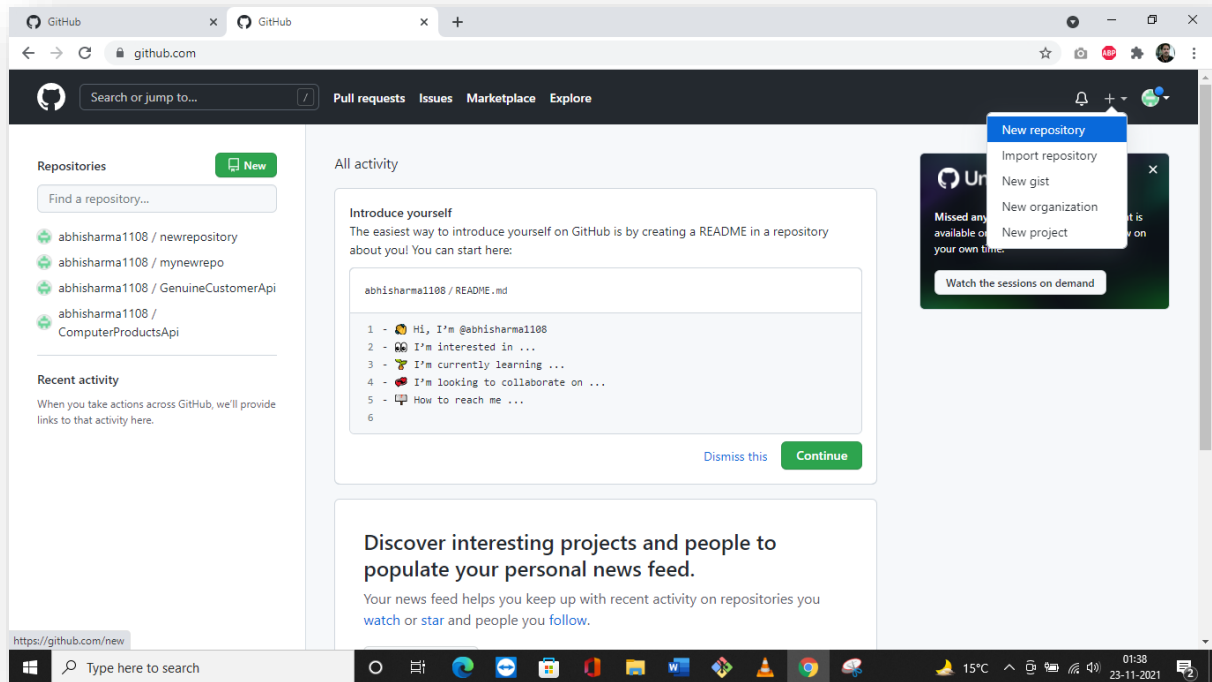 GitHub
GitHub
github.com
ABP
Search or jump to... /
Pull requests Issues Marketplace Explore
New repository
Import repository
New gist
New organization
New project
Repositories
New
Find a repository...
abhisharma1108 / newrepository
abhisharma1108 / mynewrepo
abhisharma1108 / GenuineCustomerApi
abhisharma1108 /
ComputerProductsApi
Recent activity
When you take actions across GitHub, we'll provide
links to that activity here.
All activity
Introduce yourself
The easiest way to introduce yourself on GitHub is by creating a README in a repository
about you! You can start here:
abhisharma1108 / README.md
1 - 👋 Hi, I'm @abhisharma1108
2 - 👀 I'm interested in ...
3 - 🌱 I'm currently learning ...
4 - 💞️ I'm looking to collaborate on ...
5 - 📫 How to reach me ...
6
Dismiss this
Continue
Discover interesting projects and people to
populate your personal news feed.
Your news feed helps you keep up with recent activity on repositories you
watch or star and people you follow.
Un
Missed any t is
available on
your own time.
Watch the sessions on demand
https://github.com/new
Type here to search
15°C
01:38
23-11-2021
2